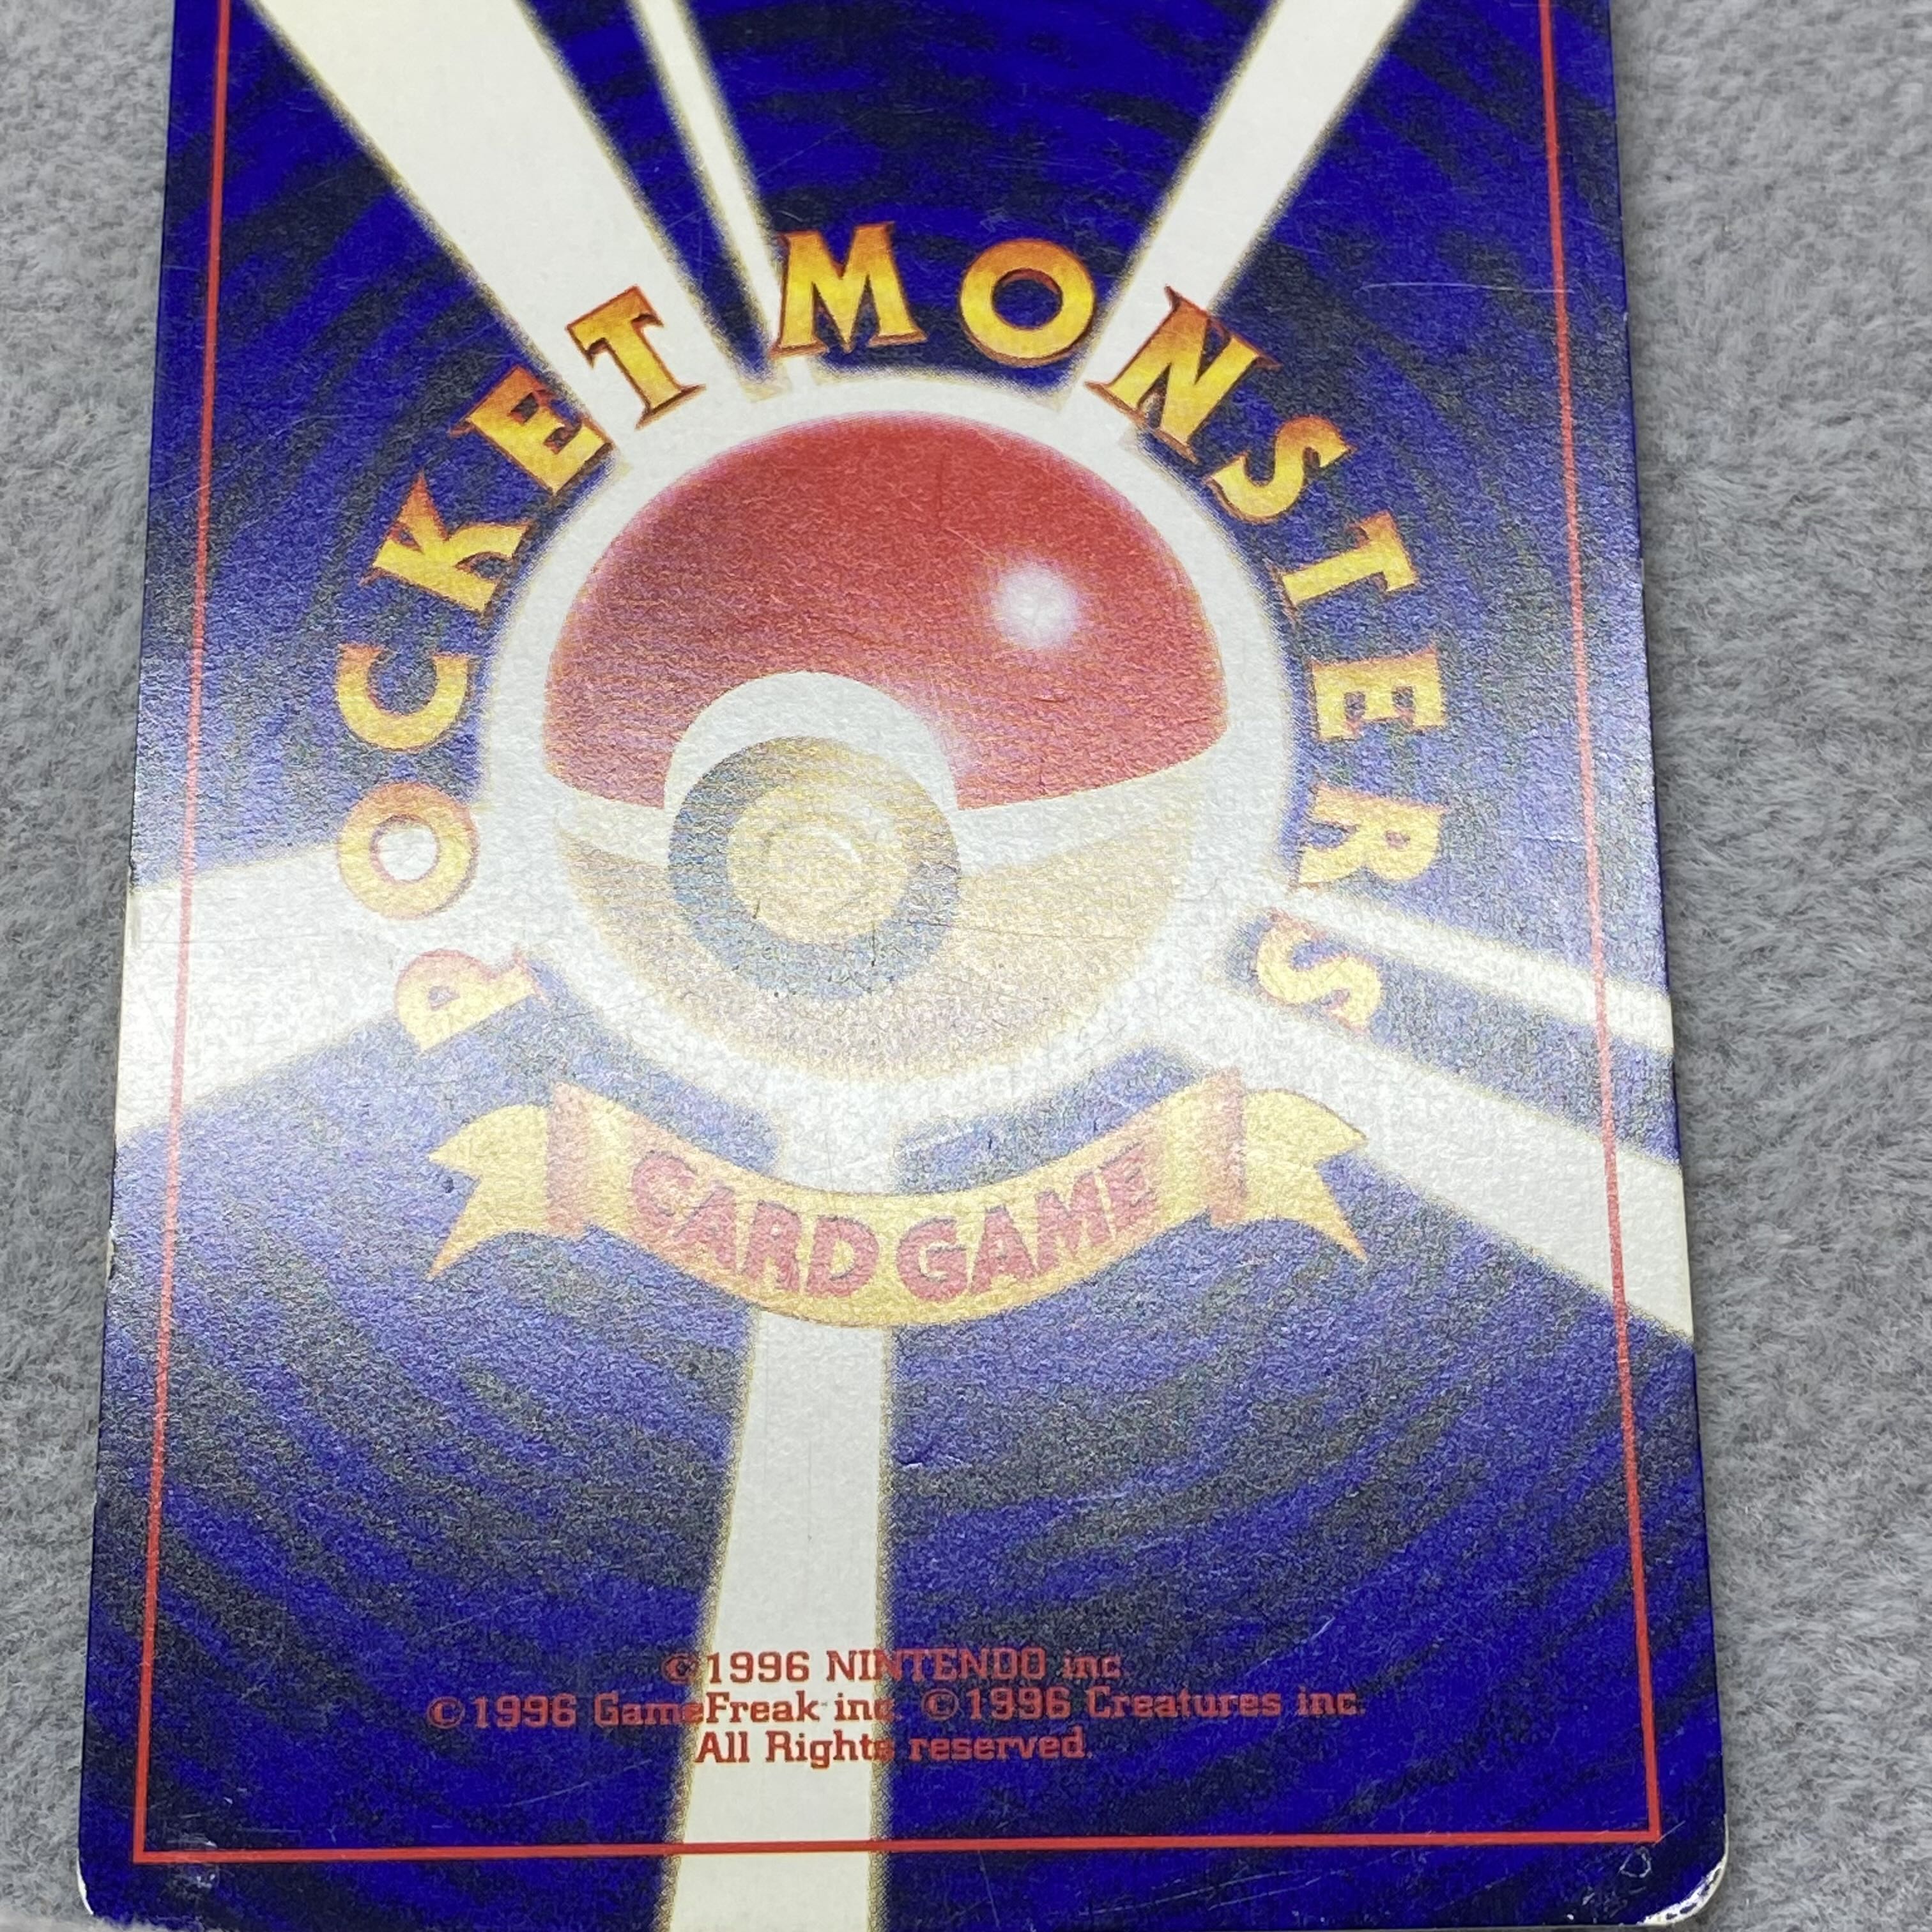 POCKET MONSTERS
CARD GAME
©1996 NINTENDO inc
©1996 GameFreak inc. ©1996 Creatures inc.
All Rights reserved.